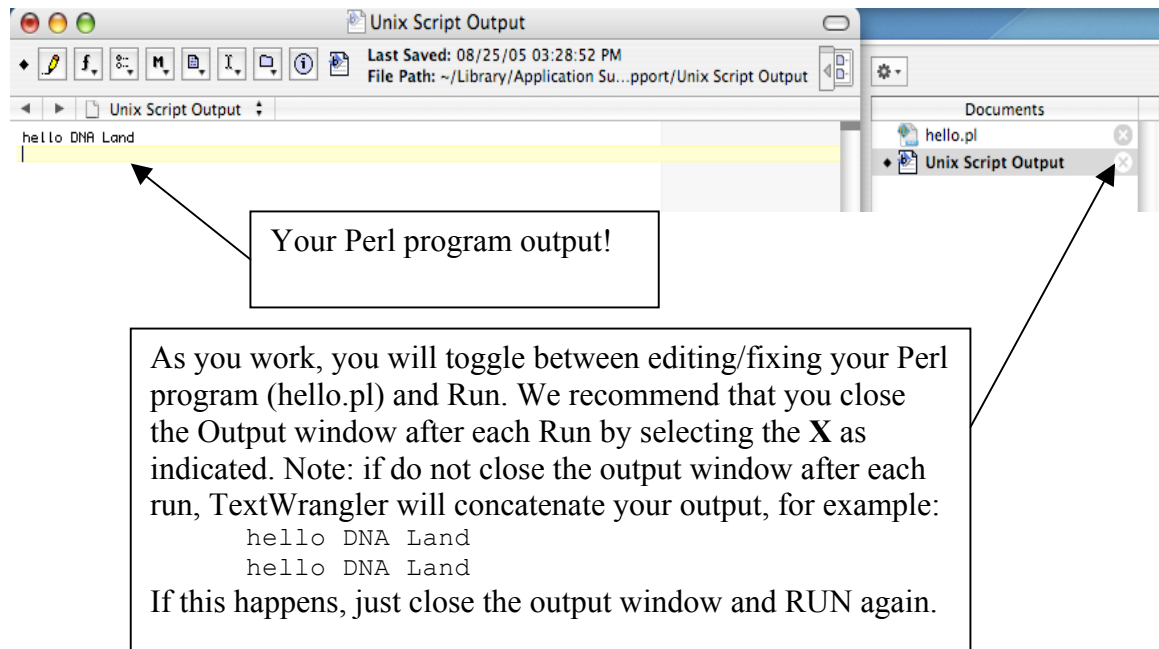 Unix Script Output
Last Saved: 08/25/05 03:28:52 PM
File Path: ~/Library/Application Su...pport/Unix Script Output
Unix Script Output
Documents
hello.pl
Unix Script Output
hello DNA Land
Your Perl program output!
As you work, you will toggle between editing/fixing your Perl
program (hello.pl) and Run. We recommend that you close
the Output window after each Run by selecting the X as
indicated. Note: if do not close the output window after each
run, TextWrangler will concatenate your output, for example:
hello DNA Land
hello DNA Land
If this happens, just close the output window and RUN again.